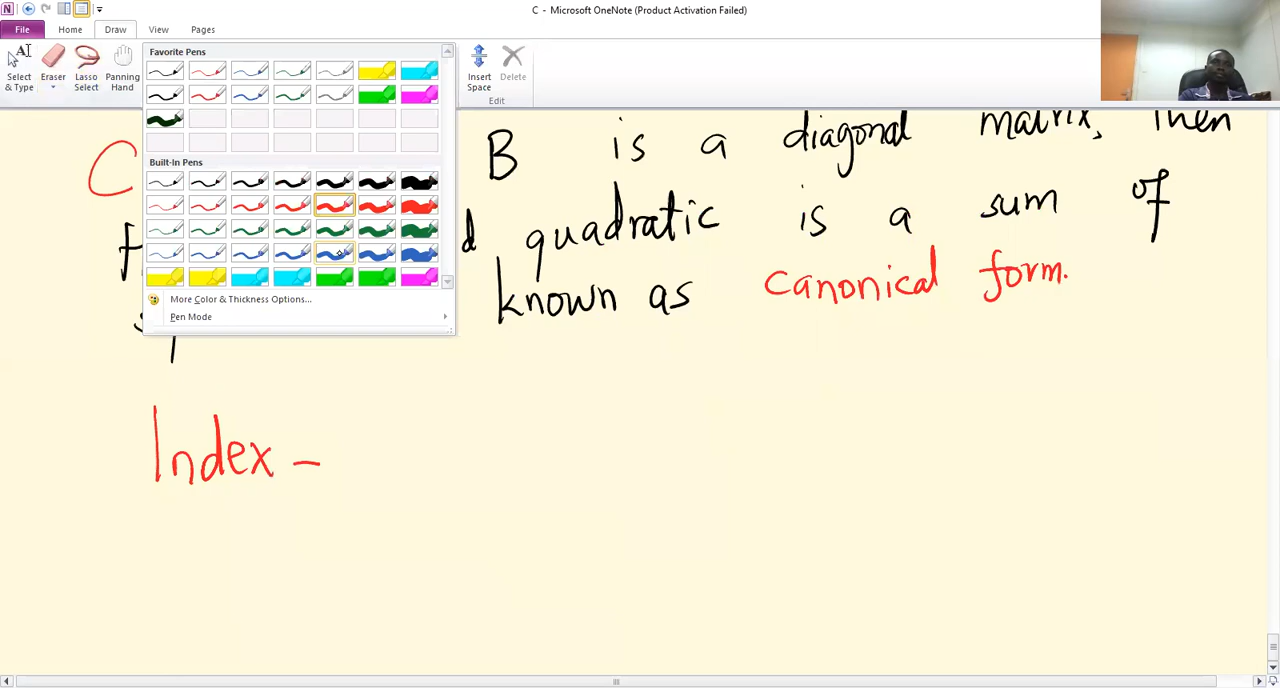 C - Microsoft OneNote (Product Activation Failed)
File Home Draw View Pages
Select & Type
Eraser
Lasso Select
Panning Hand
Insert Space
Delete
Edit
Favorite Pens
Built-In Pens
More Color & Thickness Options...
Pen Mode
C B is a diagonal matrix, then
quadratic is a sum of
known as canonical form.
Index -